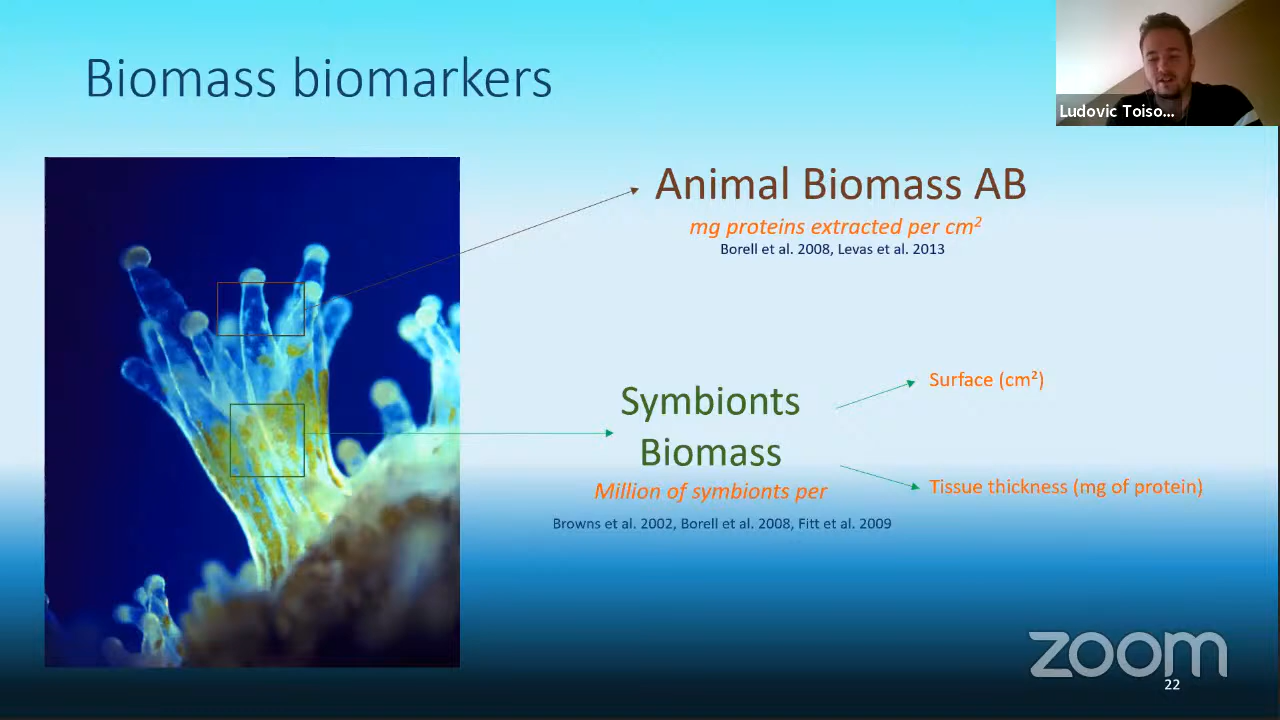 Biomass biomarkers
Ludovic Toiso...
Animal Biomass AB
mg proteins extracted per cm²
Borell et al. 2008, Levas et al. 2013
Surface (cm²)
Symbionts
Biomass
Million of symbionts per
Tissue thickness (mg of protein)
Browns et al. 2002, Borell et al. 2008, Fitt et al. 2009
zoom
22